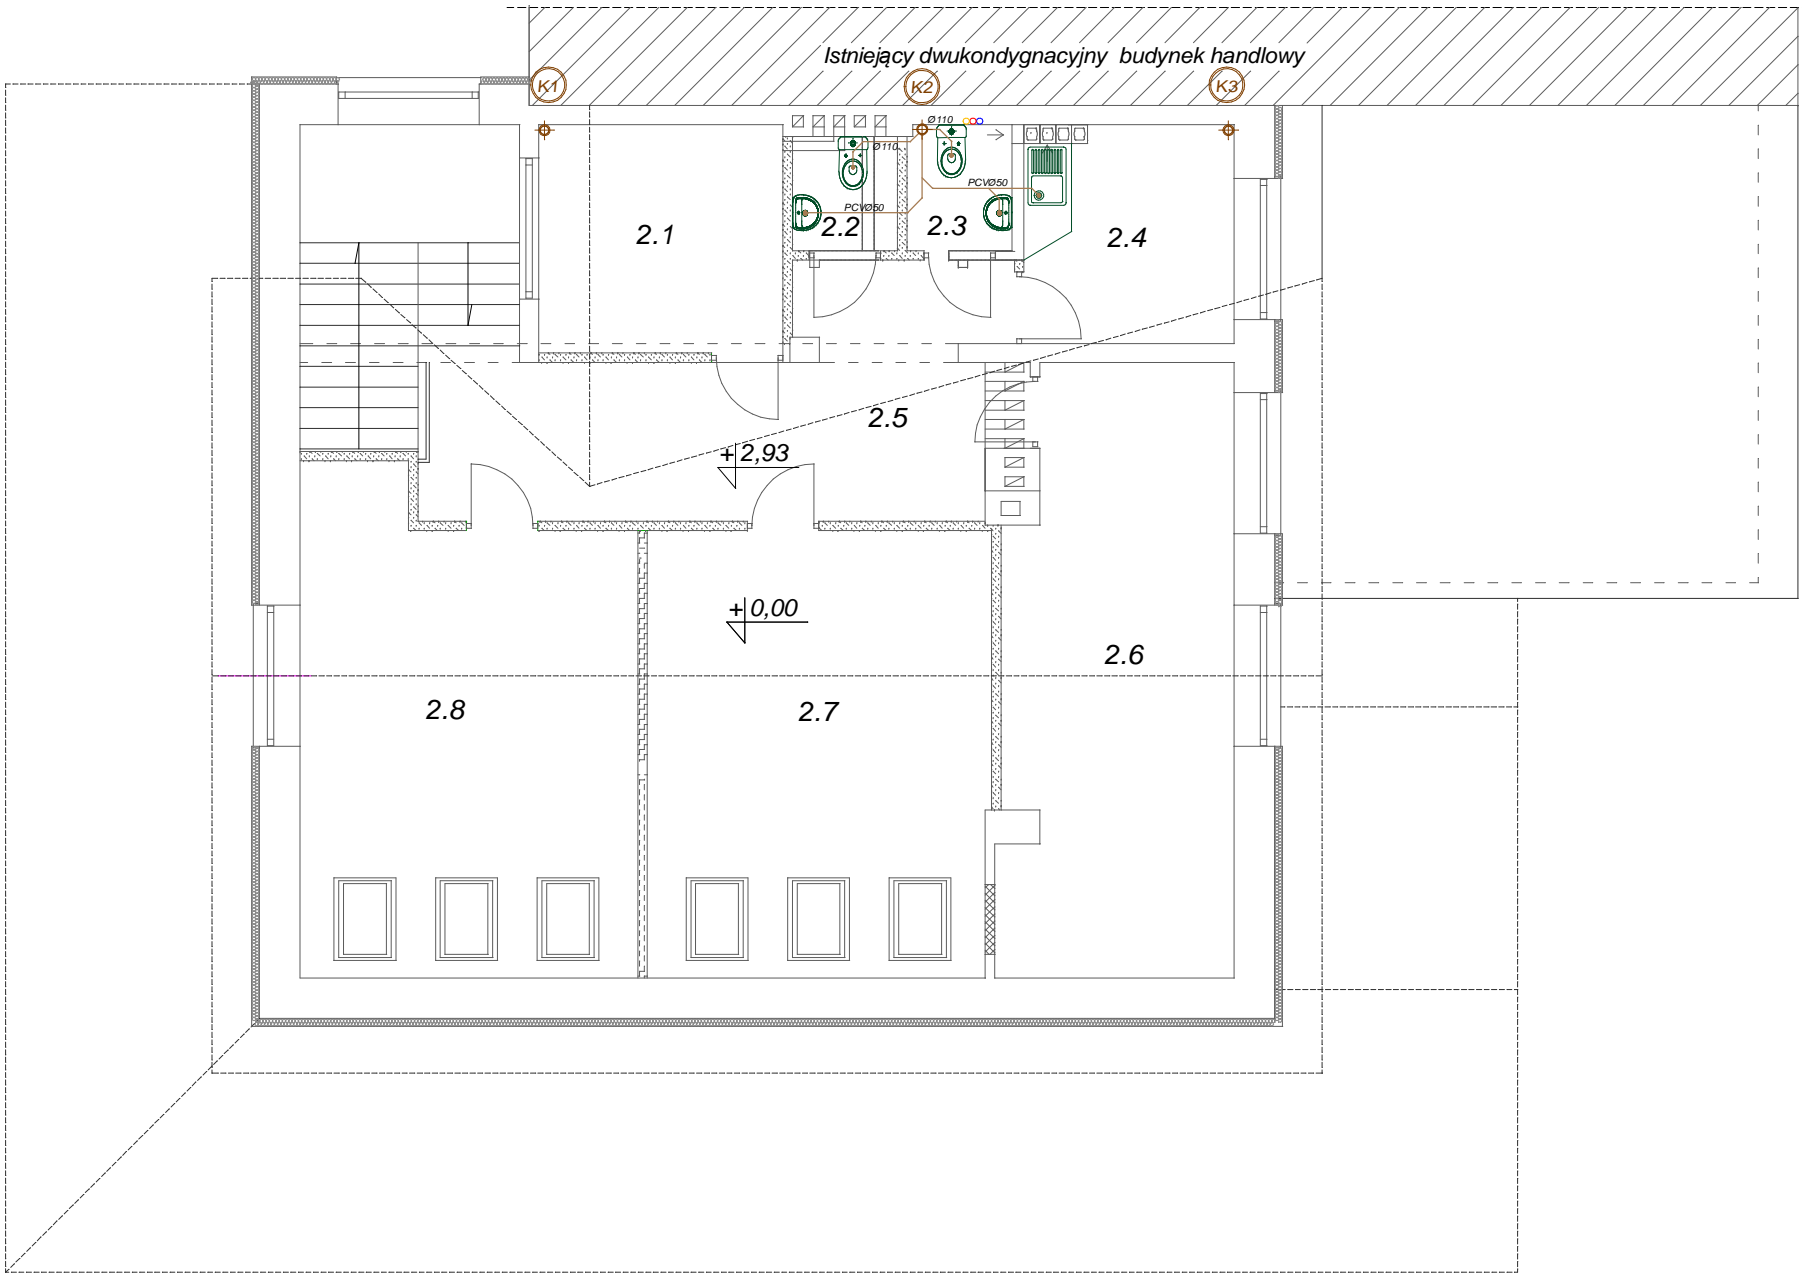 Istniejący dwukondygnacyjny budynek handlowy
K1
K2
K3
Ø110
Ø110
PCVØ50
PCVØ50
2.1
2.2
2.3
2.4
2.5
+2,93
+0,00
2.6
2.8
2.7